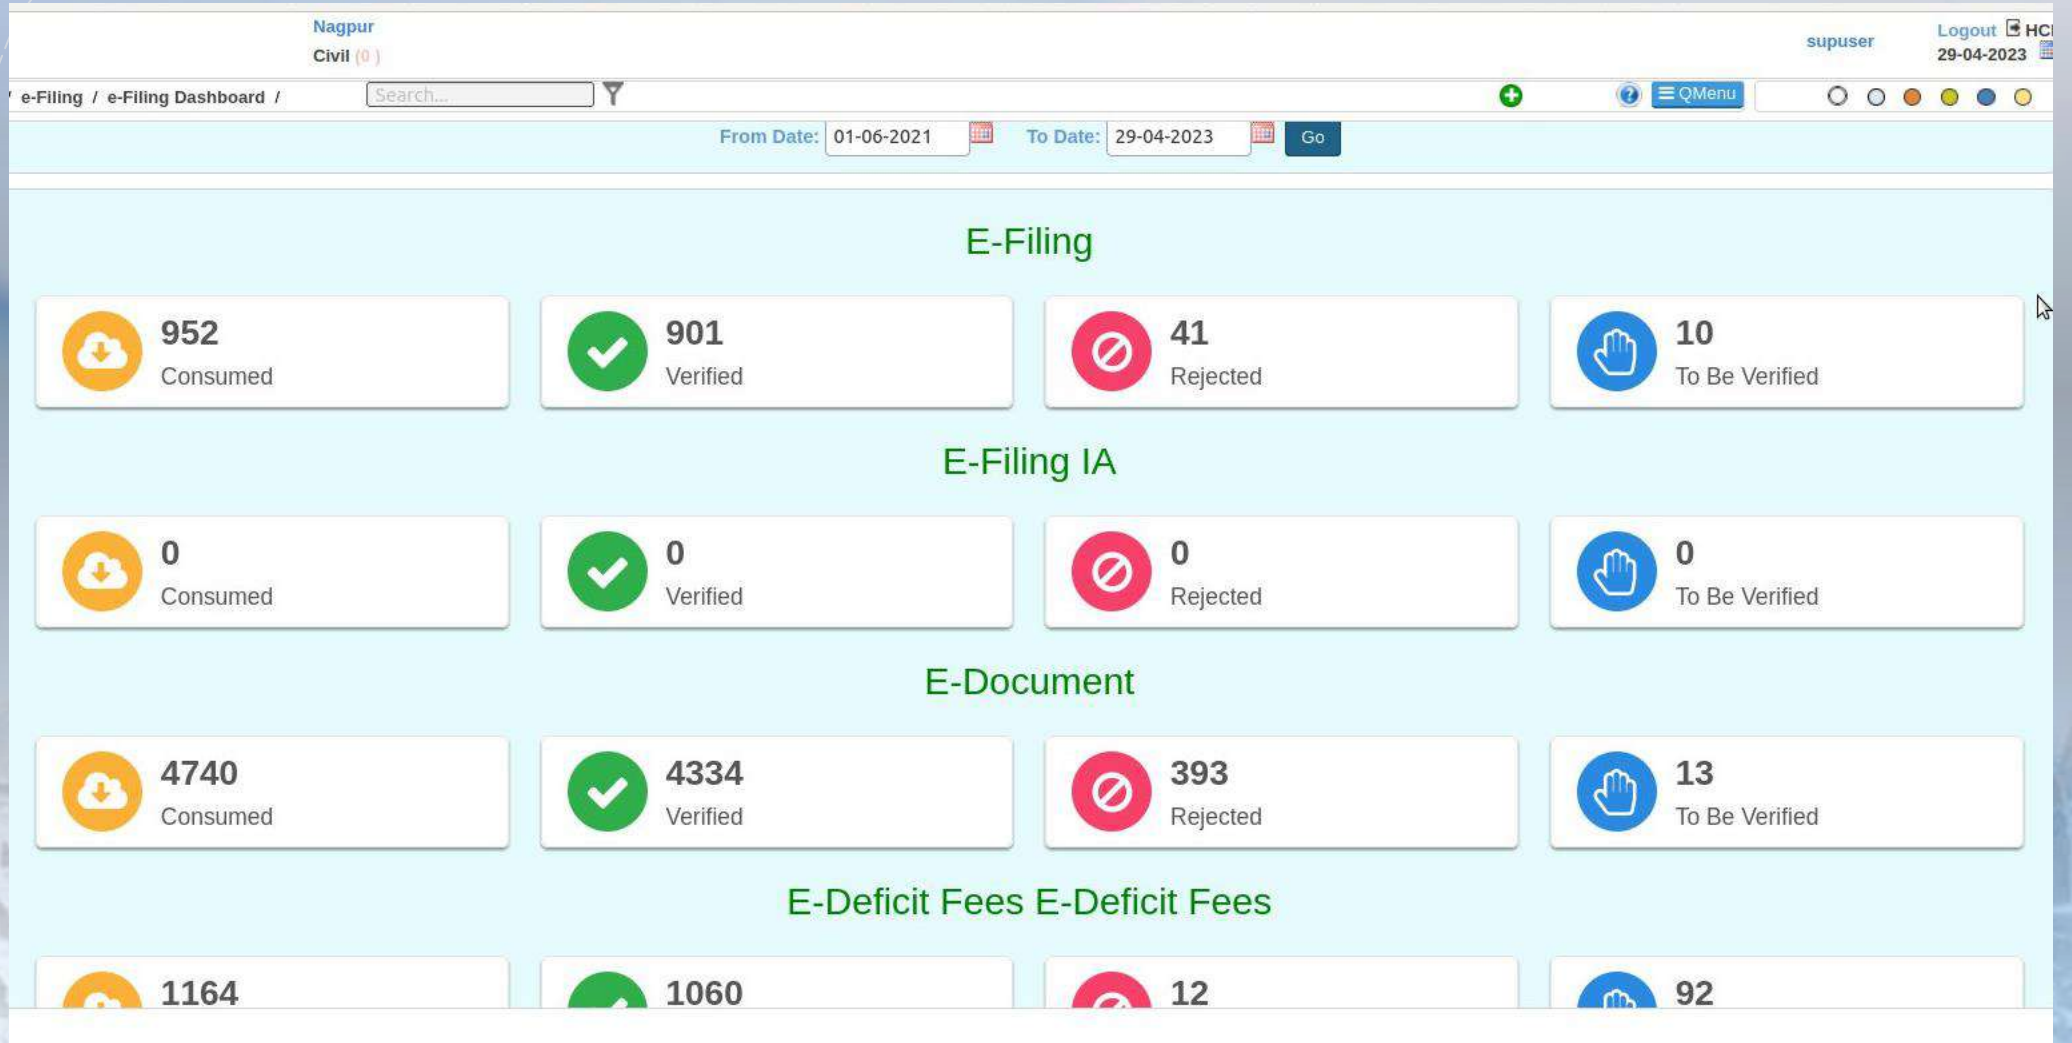 Nagpur
Civil (0 )
supuser
Logout
29-04-2023
/ e-Filing / e-Filing Dashboard /
Search...
QMenu
From Date: 01-06-2021 To Date: 29-04-2023 Go
E-Filing
952
Consumed
901
Verified
41
Rejected
10
To Be Verified
E-Filing IA
0
Consumed
0
Verified
0
Rejected
0
To Be Verified
E-Document
4740
Consumed
4334
Verified
393
Rejected
13
To Be Verified
E-Deficit Fees E-Deficit Fees
1164
1060
12
92